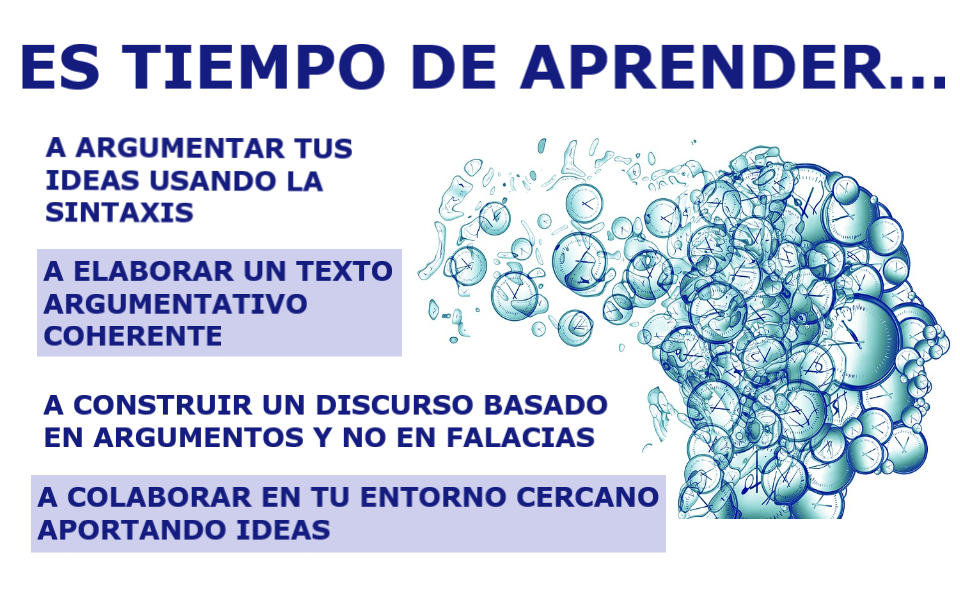 ES TIEMPO DE APRENDER...
A ARGUMENTAR TUS
IDEAS USANDO LA
SINTAXIS
A ELABORAR UN TEXTO
ARGUMENTATIVO
COHERENTE
A CONSTRUIR UN DISCURSO BASADO
EN ARGUMENTOS Y NO EN FALACIAS
A COLABORAR EN TU ENTORNO CERCANO
APORTANDO IDEAS